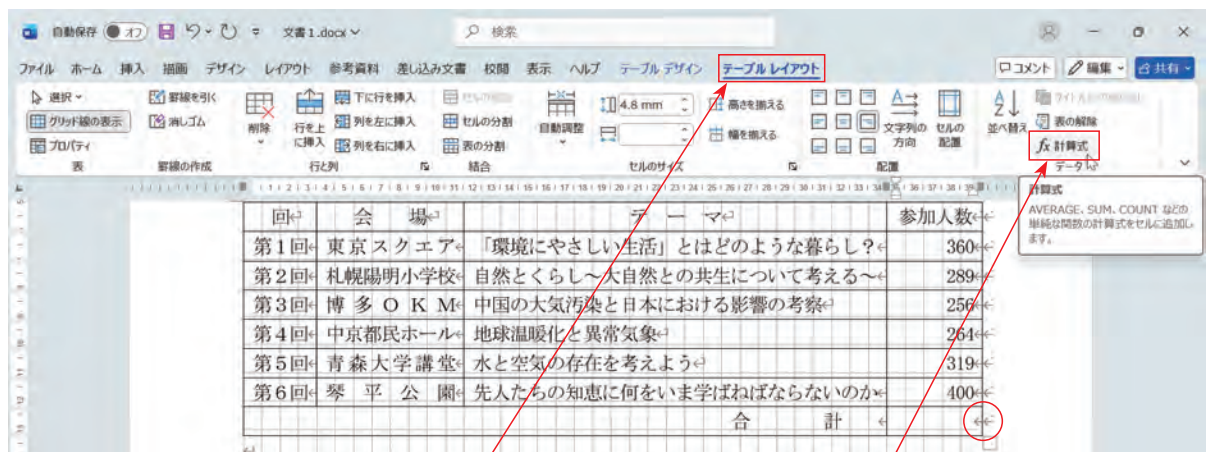 自動保存 オフ 文書1.docx 検索
ファイル ホーム 挿入 描画 デザイン レイアウト 参考資料 差し込み文書 校閲 表示 ヘルプ テーブル デザイン テーブル レイアウト コメント 編集 共有
選択 罫線を引く 下に行を挿入 4.8 mm 高さを揃える
グリッド線の表示 消しゴム 削除 行を上に挿入 列を左に挿入 セルの分割 自動調整 幅を揃える 文字列の方向 セルの配置 並べ替え 表の解除
プロパティ 列を右に挿入 表の分割 fx 計算式
表 罫線の作成 行と列 結合 セルのサイズ 配置 データ
計算式
AVERAGE、SUM、COUNT などの
単純な関数の計算式をセルに追加し
ます。
回 会場 テーマ 参加人数
第1回 東京スクエア 「環境にやさしい生活」とはどのような暮らし? 360
第2回 札幌陽明小学校 自然とくらし～大自然との共生について考える～ 289
第3回 博多OKM 中国の大気汚染と日本における影響の考察 256
第4回 中京都民ホール 地球温暖化と異常気象 264
第5回 青森大学講堂 水と空気の存在を考えよう 319
第6回 琴平公園 先人たちの知恵に何をいま学ばねばならないのか 400
合計